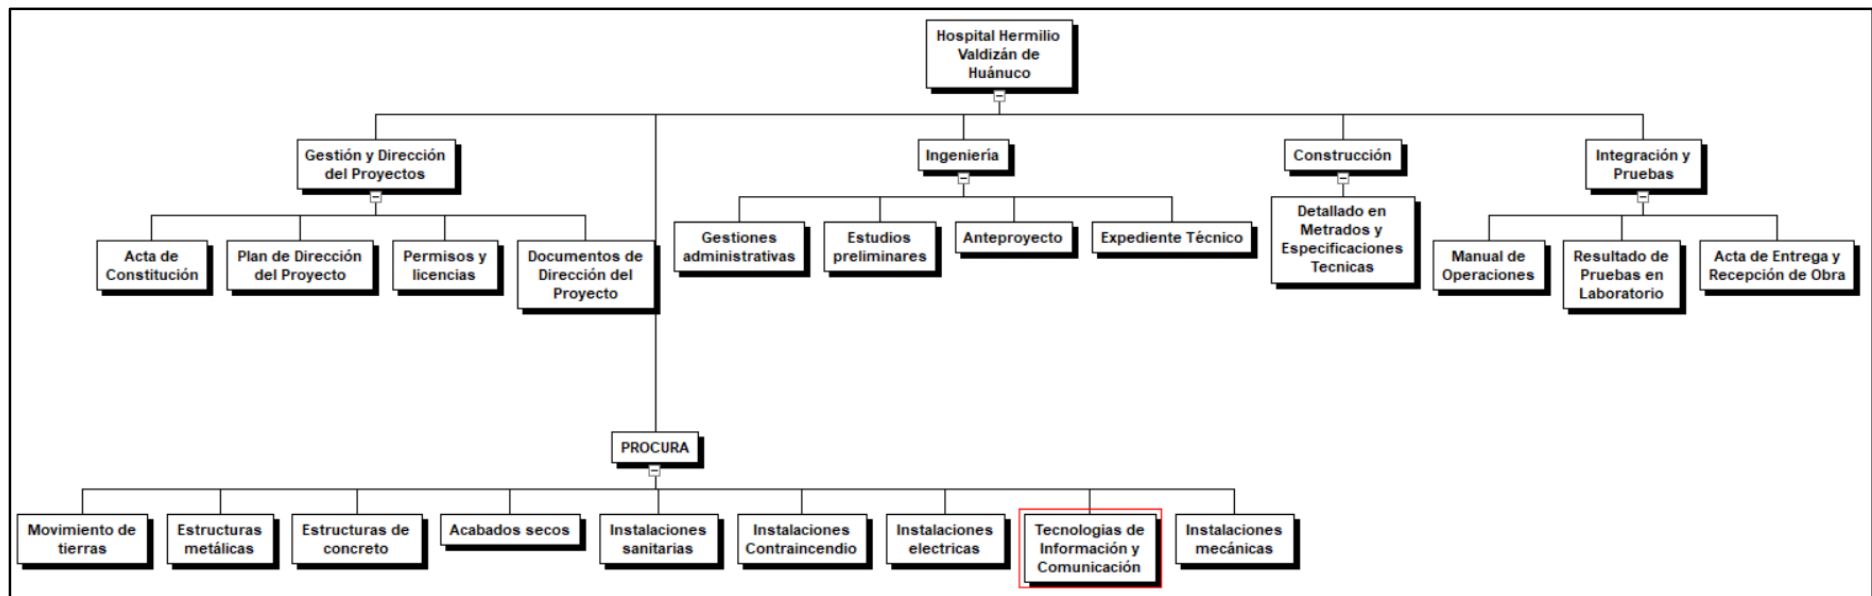 Hospital Hermilio
Valdizán de
Huánuco
Gestión y Dirección
del Proyectos
Ingeniería
Construcción
Integración y
Pruebas
Acta de
Constitución
Plan de Dirección
del Proyecto
Permisos y
licencias
Documentos de
Dirección del
Proyecto
Gestiones
administrativas
Estudios
preliminares
Anteproyecto
Expediente Técnico
Detallado en
Metrados y
Especificaciones
Tecnicas
Manual de
Operaciones
Resultado de
Pruebas en
Laboratorio
Acta de Entrega y
Recepción de Obra
PROCURA
Movimiento de
tierras
Estructuras
metálicas
Estructuras de
concreto
Acabados secos
Instalaciones
sanitarias
Instalaciones
Contraincendio
Instalaciones
electricas
Tecnologias de
Información y
Comunicación
Instalaciones
mecánicas